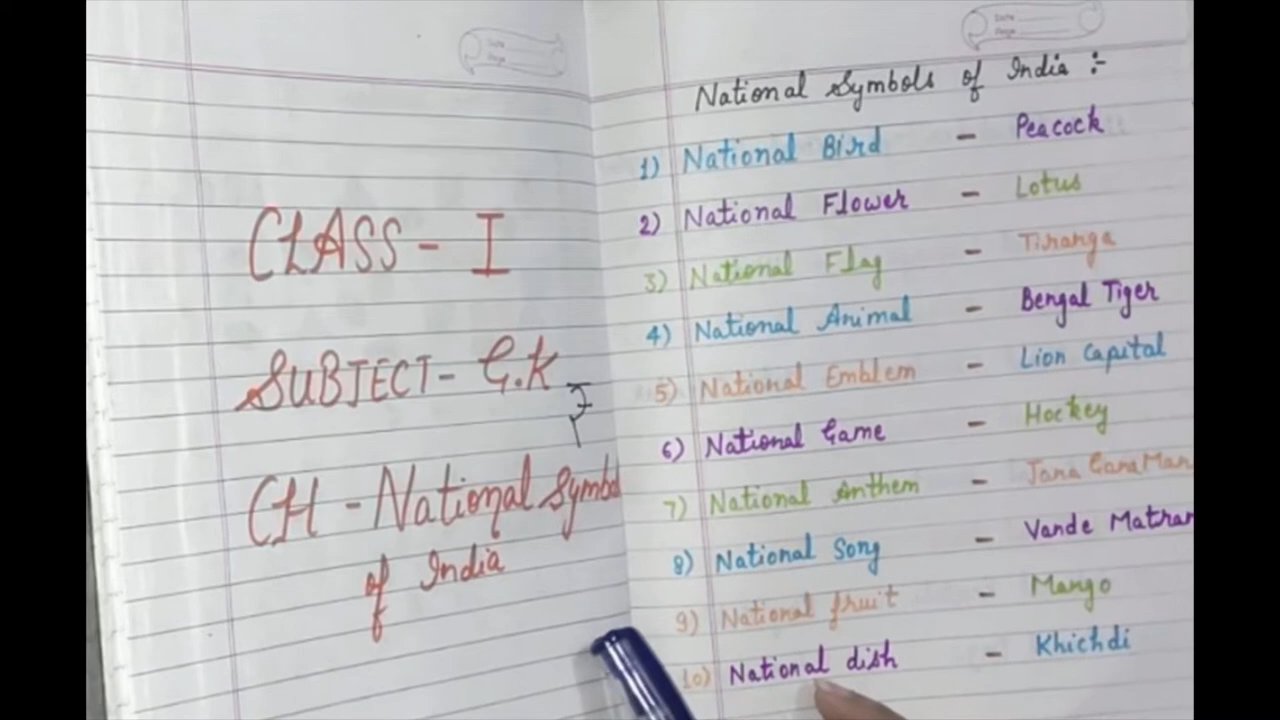 CLASS - I
SUBJECT - G.K
CH - National Symbol
of India
National Symbols of India :-
1) National Bird - Peacock
2) National Flower - Lotus
3) National Flag - Tiranga
4) National Animal - Bengal Tiger
5) National Emblem - Lion Capital
6) National Game - Hockey
7) National Anthem - Jana Gana Man
8) National Song - Vande Matram
9) National fruit - Mango
10) National dish - Khichdi